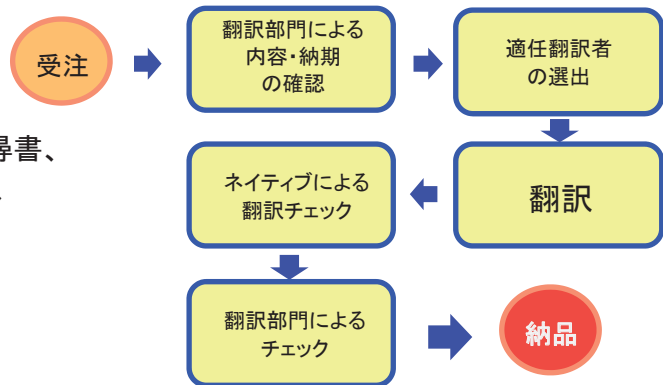 受注
翻訳部門による
内容・納期
の確認
適任翻訳者
の選出
書、
翻訳
ネイティブによる
翻訳チェック
翻訳部門による
チェック
納品